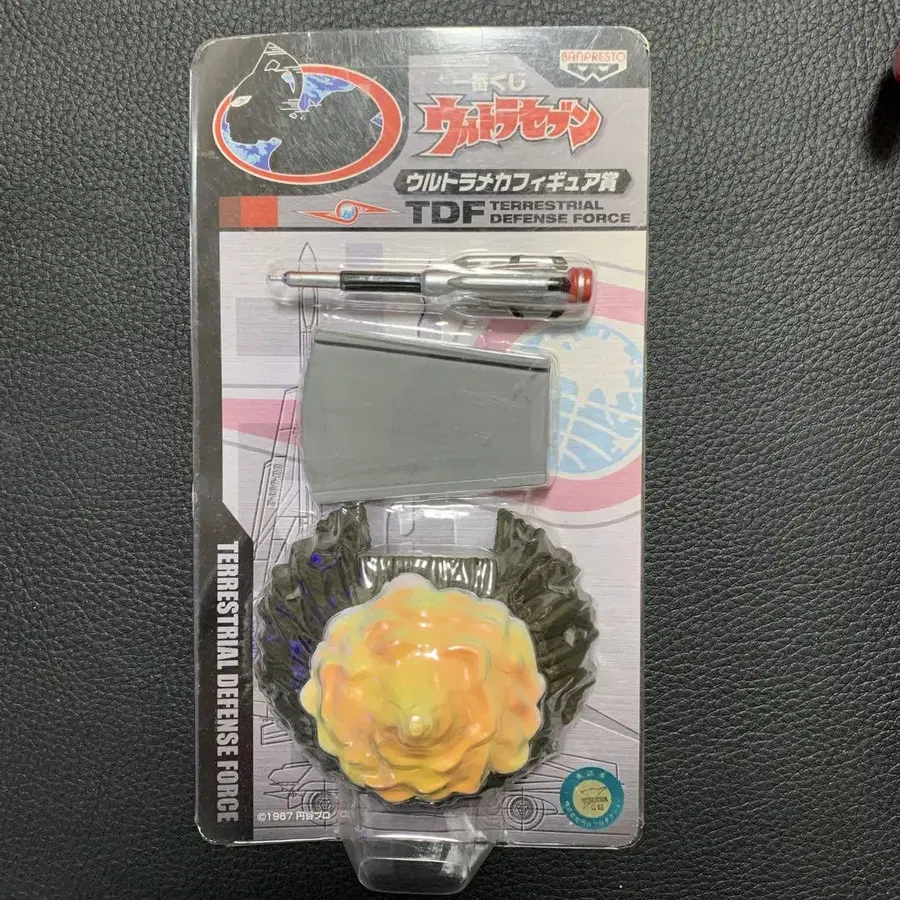 BANPRESTO
一番くじ
ウルトラセブン
ウルトラメカフィギュア賞
TDF TERRESTRIAL
DEFENSE FORCE
TERRESTRIAL DEFENSE FORCE
©1967 円谷プロ